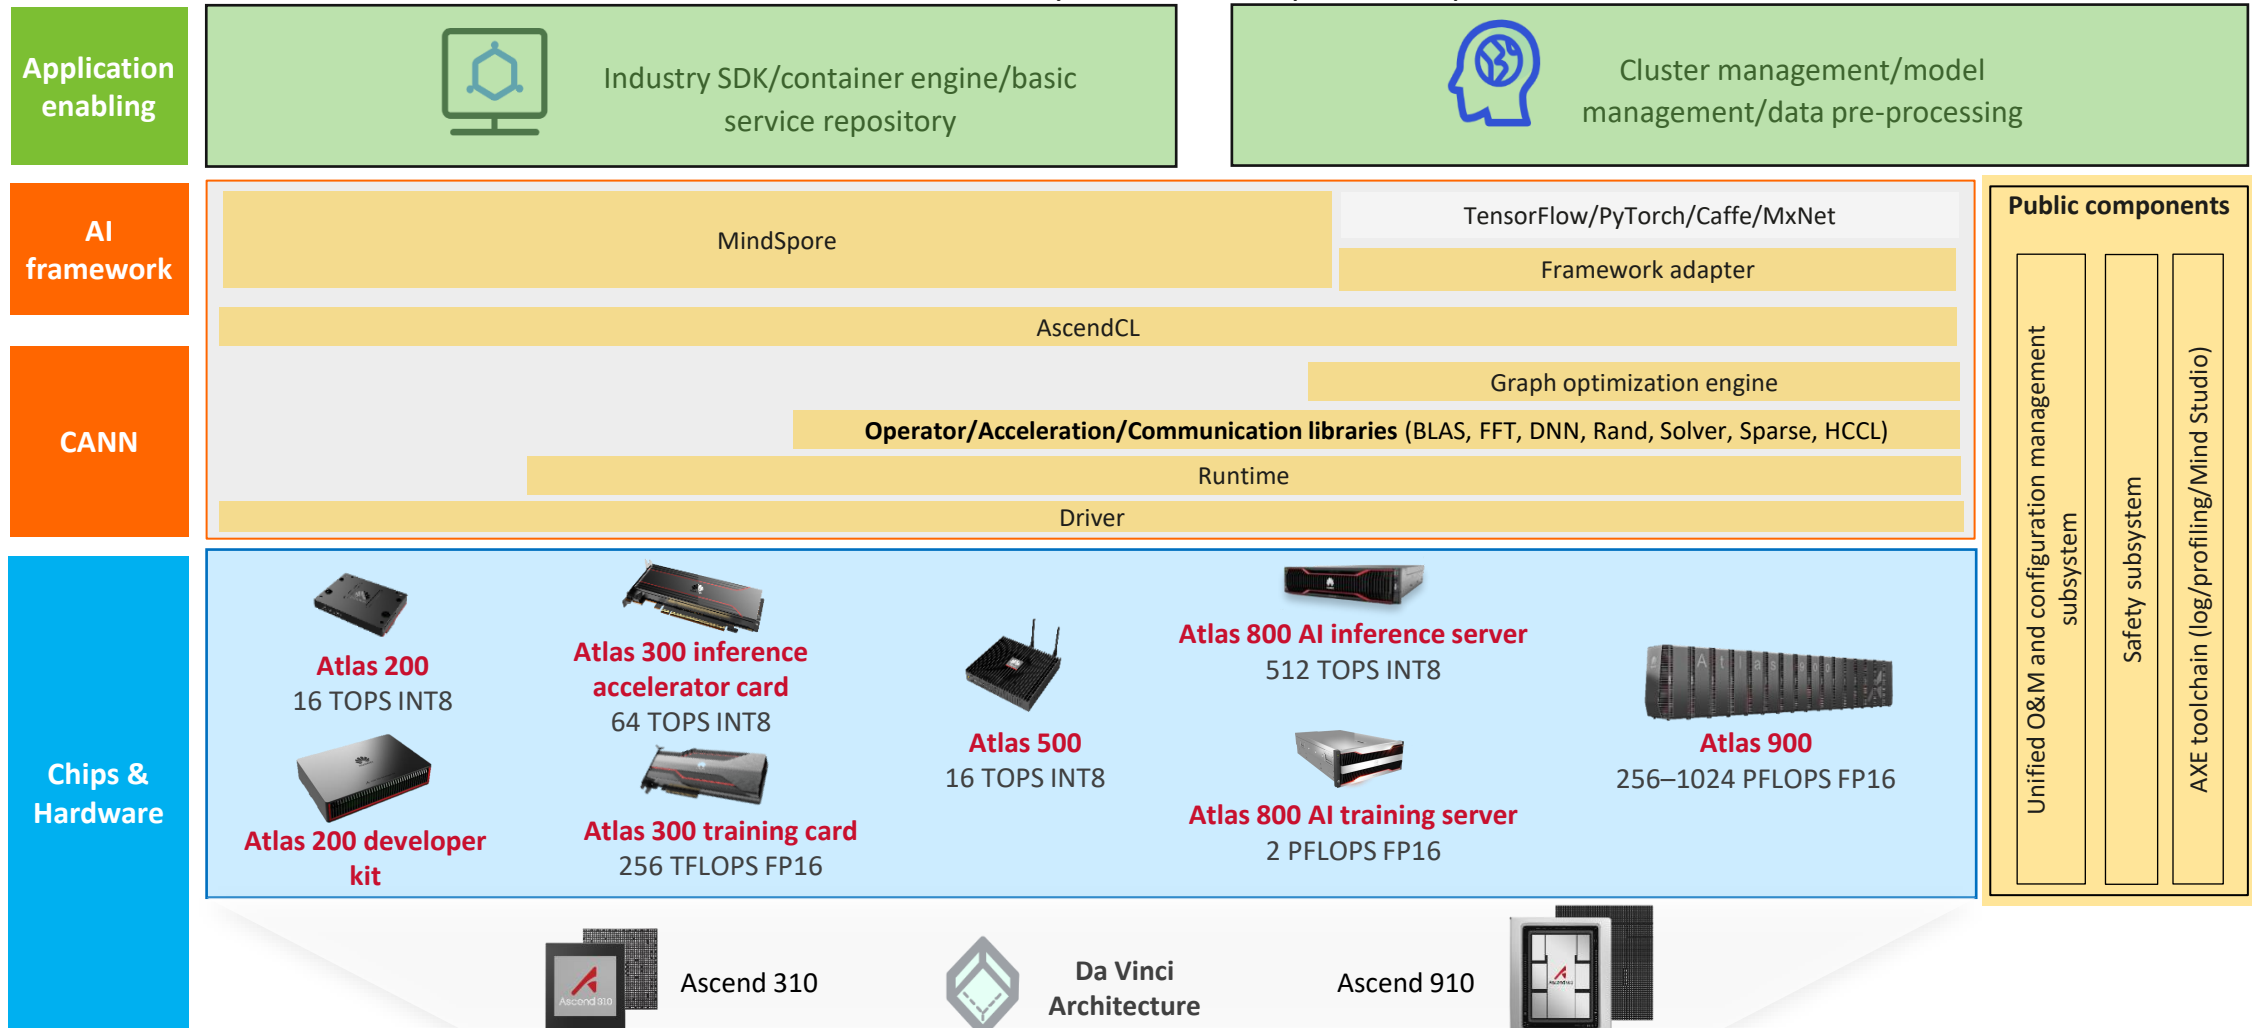 Application
enabling
Industry SDK/container engine/basic
service repository
Cluster management/model
management/data pre-processing
AI
framework
MindSpore
TensorFlow/PyTorch/Caffe/MxNet
Framework adapter
AscendCL
CANN
Graph optimization engine
Operator/Acceleration/Communication libraries (BLAS, FFT, DNN, Rand, Solver, Sparse, HCCL)
Runtime
Driver
Public components
Unified O&M and configuration management
subsystem
Safety subsystem
AXE toolchain (log/profiling/Mind Studio)
Chips &
Hardware
Atlas 200
16 TOPS INT8
Atlas 200 developer
kit
Atlas 300 inference
accelerator card
64 TOPS INT8
Atlas 300 training card
256 TFLOPS FP16
Atlas 500
16 TOPS INT8
Atlas 800 AI inference server
512 TOPS INT8
Atlas 800 AI training server
2 PFLOPS FP16
Atlas 900
Atlas 900
256–1024 PFLOPS FP16
Ascend 310
Ascend 310
Da Vinci
Architecture
Ascend 910
Ascend 910